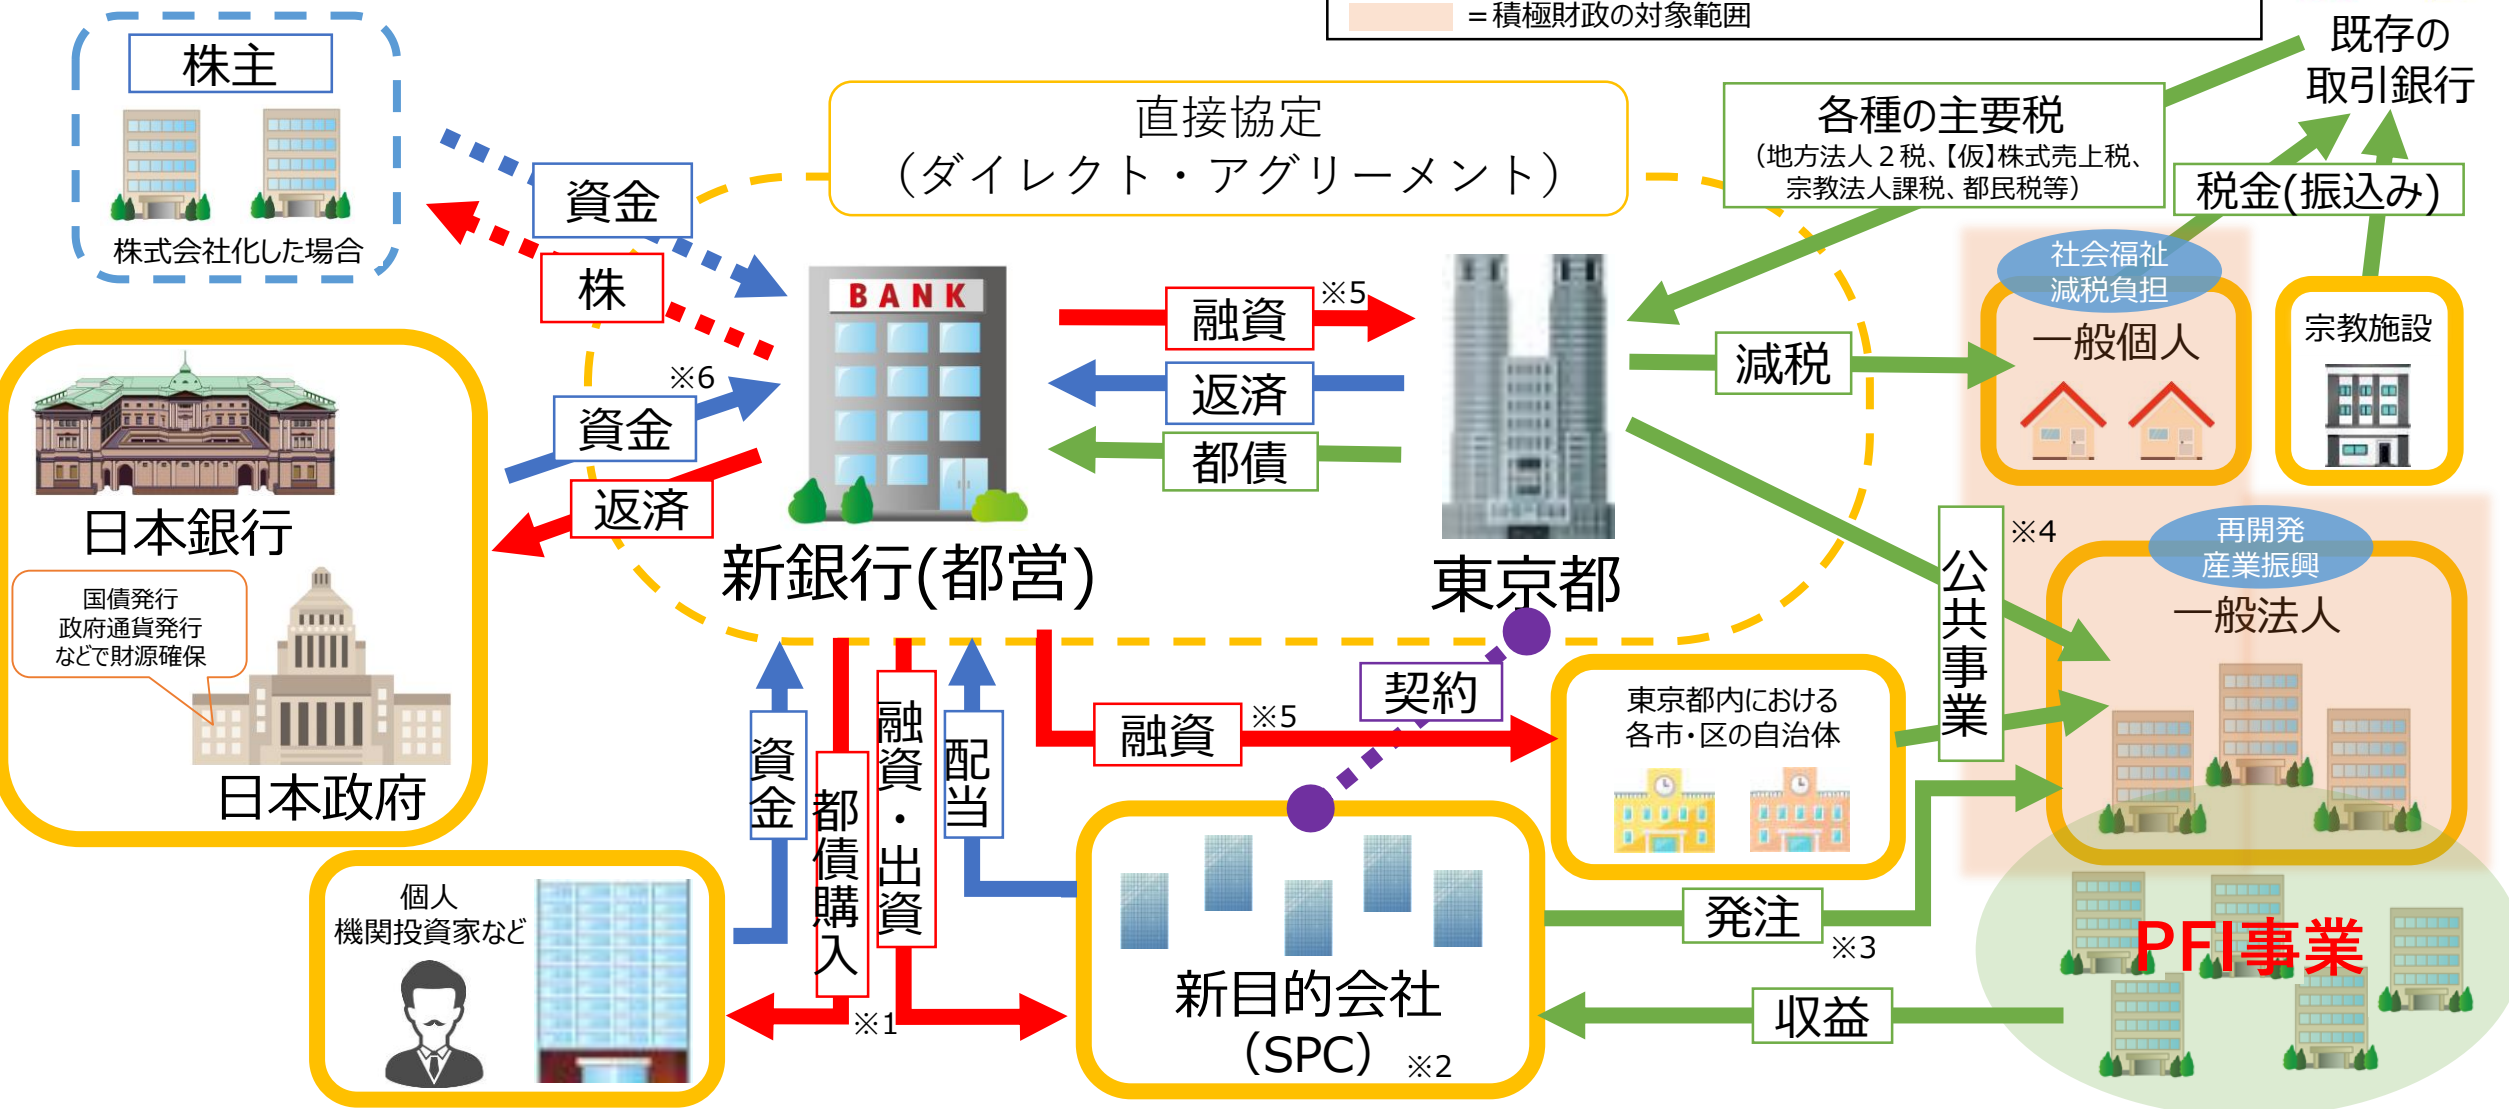 =積極財政の対象範囲
既存の
取引銀行
株主
株式会社化した場合
直接協定
（ダイレクト・アグリーメント）
各種の主要税
（地方法人２税、【仮】株式売上税、
宗教法人課税、都民税等）
税金(振込み)
資金
株
BANK
融資
※5
返済
都債
減税
社会福祉
減税負担
一般個人
宗教施設
※6
資金
返済
日本銀行
国債発行
政府通貨発行
などで財源確保
日本政府
新銀行(都営)
東京都
公共事業
※4
再開発
産業振興
一般法人
契約
東京都内における
各市・区の自治体
融資
※5
資金
都債購入
融資・出資
配当
個人
機関投資家など
※1
新目的会社
（SPC）
※2
発注
※3
収益
PFI事業